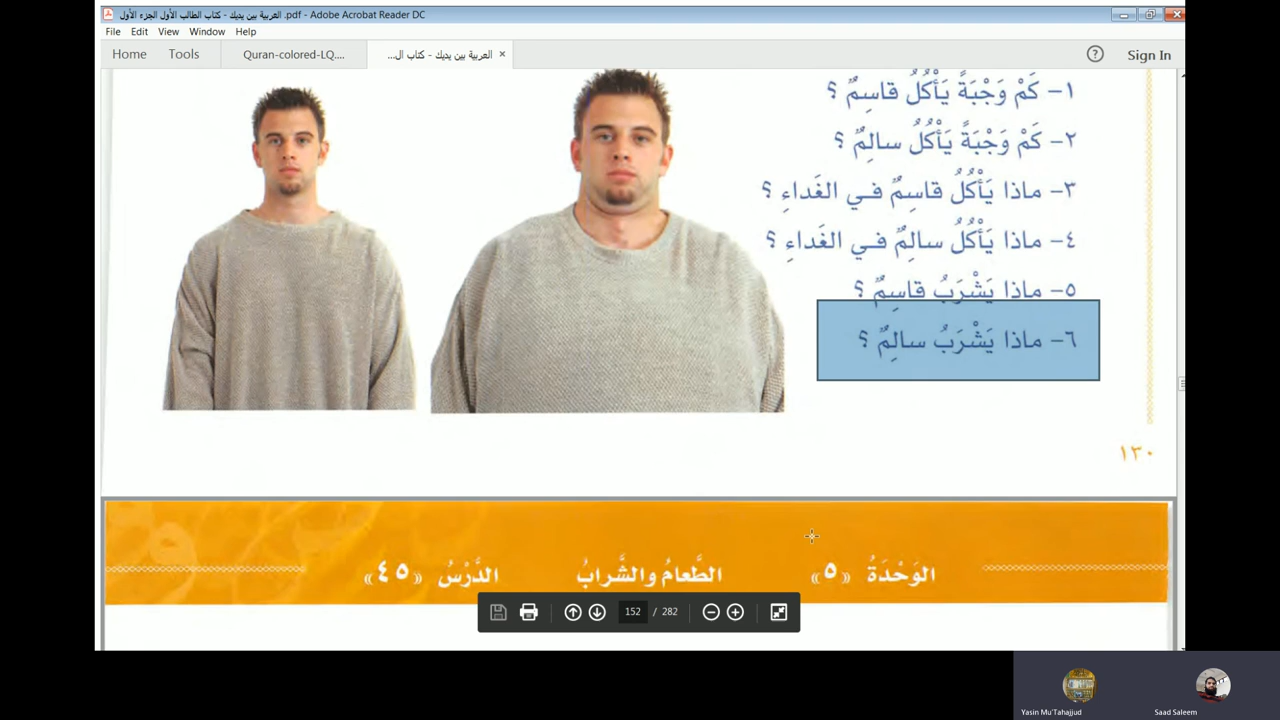 العربية بين يديك - كتاب الطالب الأول الجزء الأول .pdf - Adobe Acrobat Reader DC
File Edit View Window Help
Home Tools Quran-colored-LQ.... العربية بين يديك - كتاب ال... × ? Sign In
١- كَمْ وَجْبَةً يَأْكُلُ قاسِمٌ ؟
٢- كَمْ وَجْبَةً يَأْكُلُ سالِمٌ ؟
٣- ماذا يَأْكُلُ قاسِمٌ في الغَداءِ ؟
٤- ماذا يَأْكُلُ سالِمٌ في الغَداءِ ؟
٥- ماذا يَشْرَبُ قاسِمٌ ؟
٦- ماذا يَشْرَبُ سالِمٌ ؟
١٣٠
الوَحْدَةُ «٥» الطَّعامُ والشَّرابُ الدَّرْسُ «٤٥»
152 / 282
Yasin Mu'Tahajjud Saad Saleem